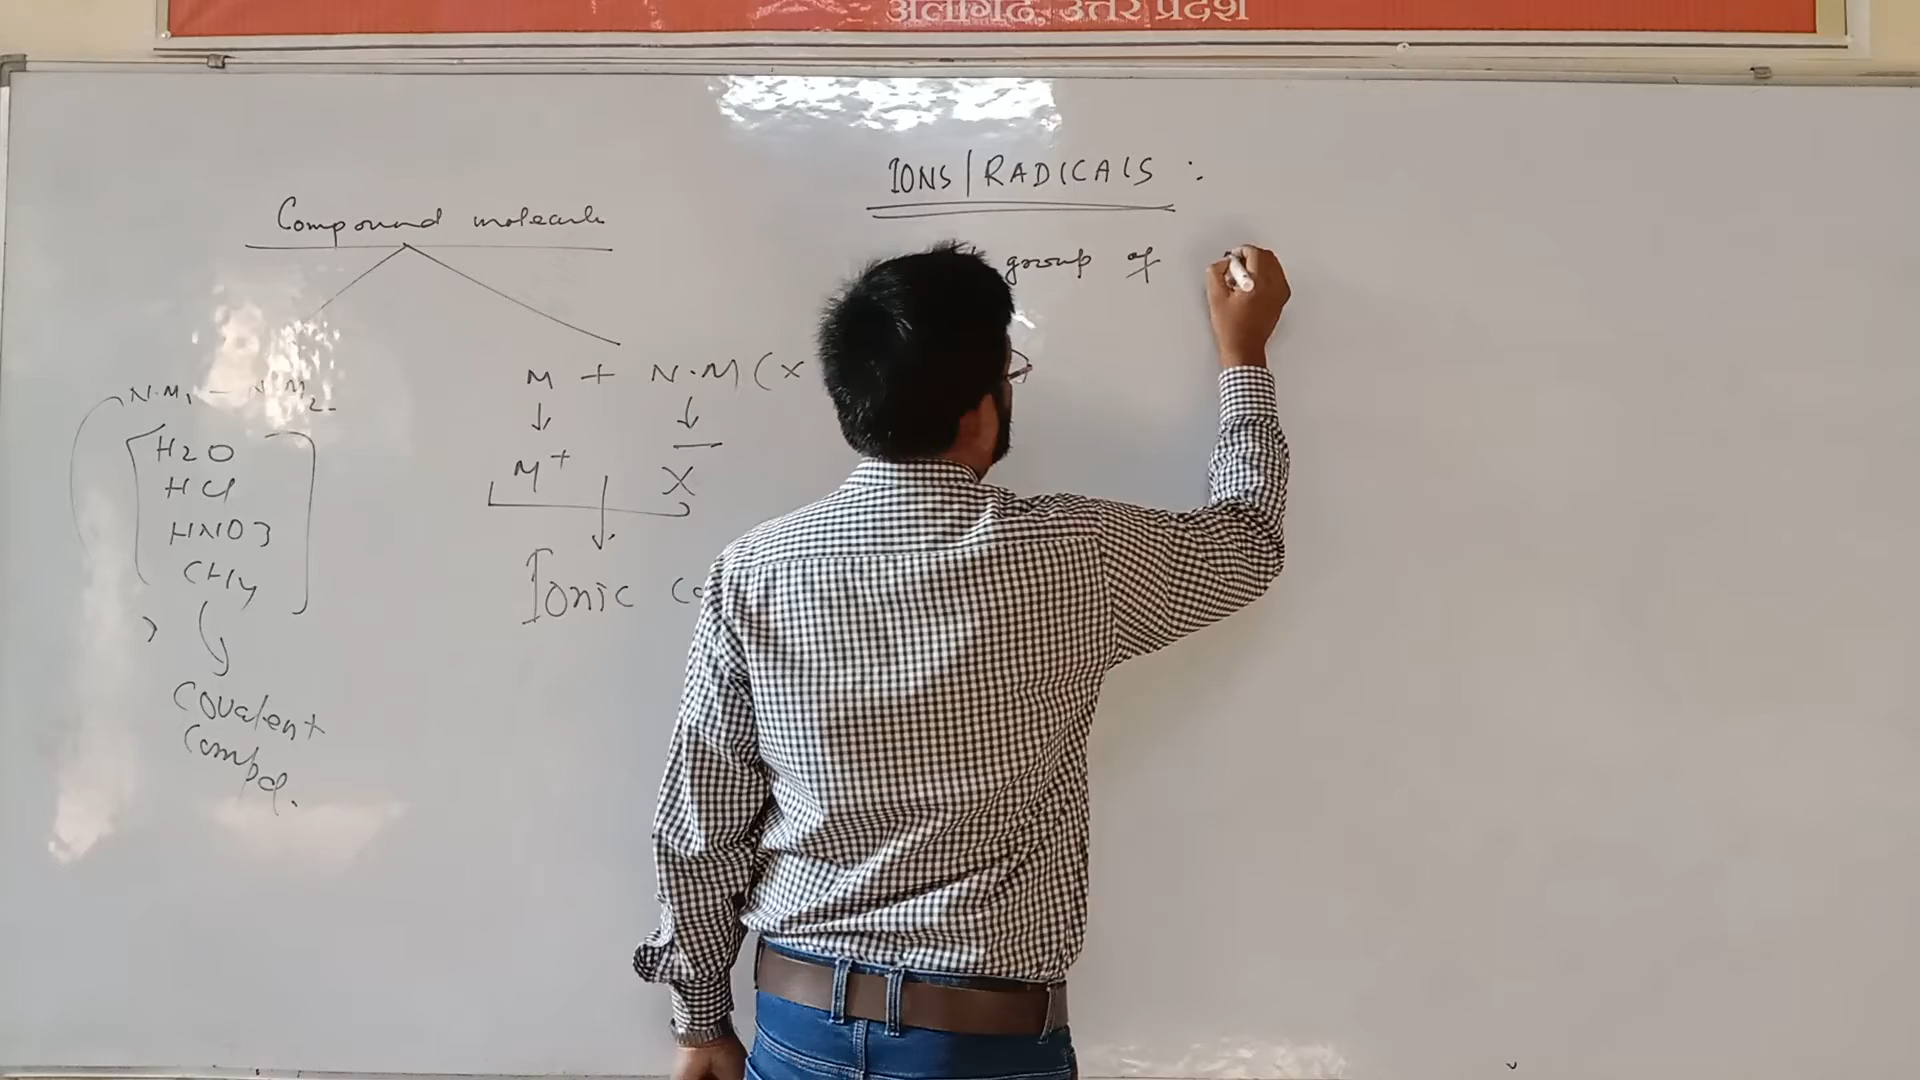 अलीगढ़, उत्तर प्रदेश
IONS/RADICALS :
group of
Compound molecule
N.M1 - N.M2
H2O
HCl
HNO3
CH4
Covalent
Compd.
M + N.M (X
↓ ↓
M+ X̄
Ionic